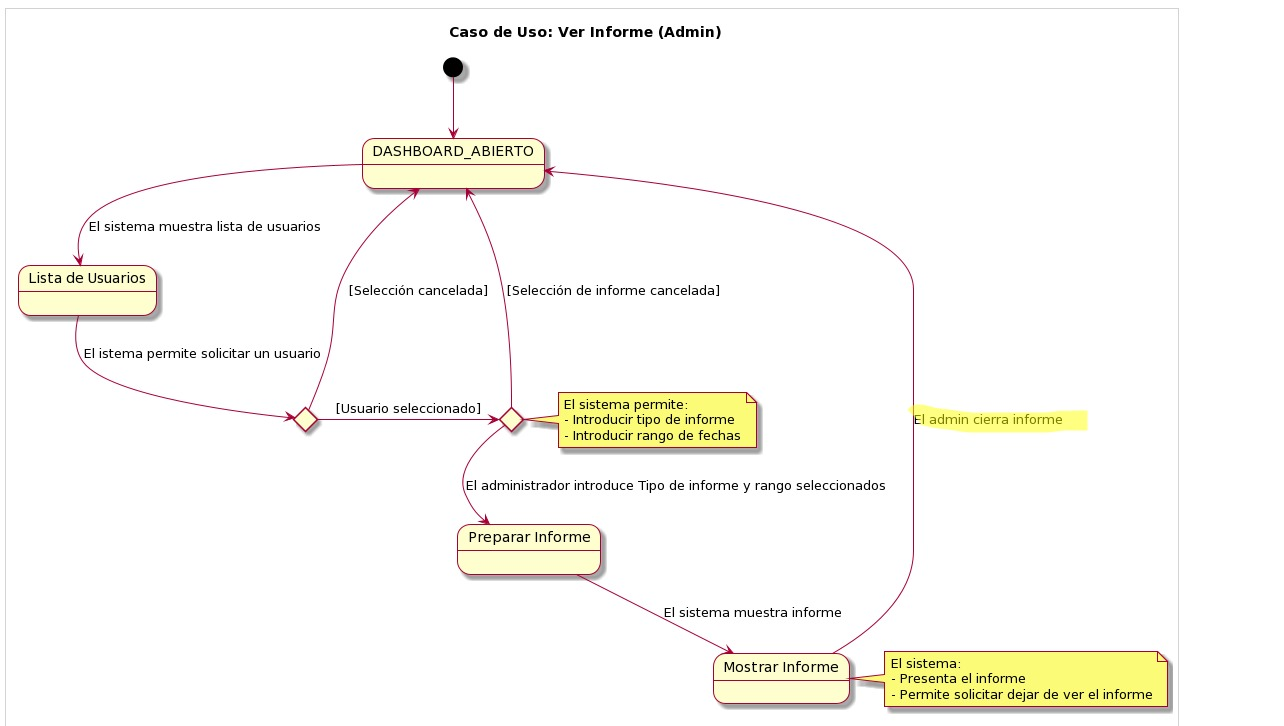 Caso de Uso: Ver Informe (Admin)
DASHBOARD_ABIERTO
El sistema muestra lista de usuarios
Lista de Usuarios
[Selección cancelada]
[Selección de informe cancelada]
El istema permite solicitar un usuario
[Usuario seleccionado]
El sistema permite:
- Introducir tipo de informe
- Introducir rango de fechas
El admin cierra informe
El administrador introduce Tipo de informe y rango seleccionados
Preparar Informe
El sistema muestra informe
Mostrar Informe
El sistema:
- Presenta el informe
- Permite solicitar dejar de ver el informe